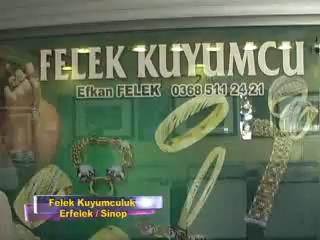 FELEK KUYUMCU
Efkan FELEK 0368 511 24 21
Felek Kuyumculuk
Erfelek / Sinop